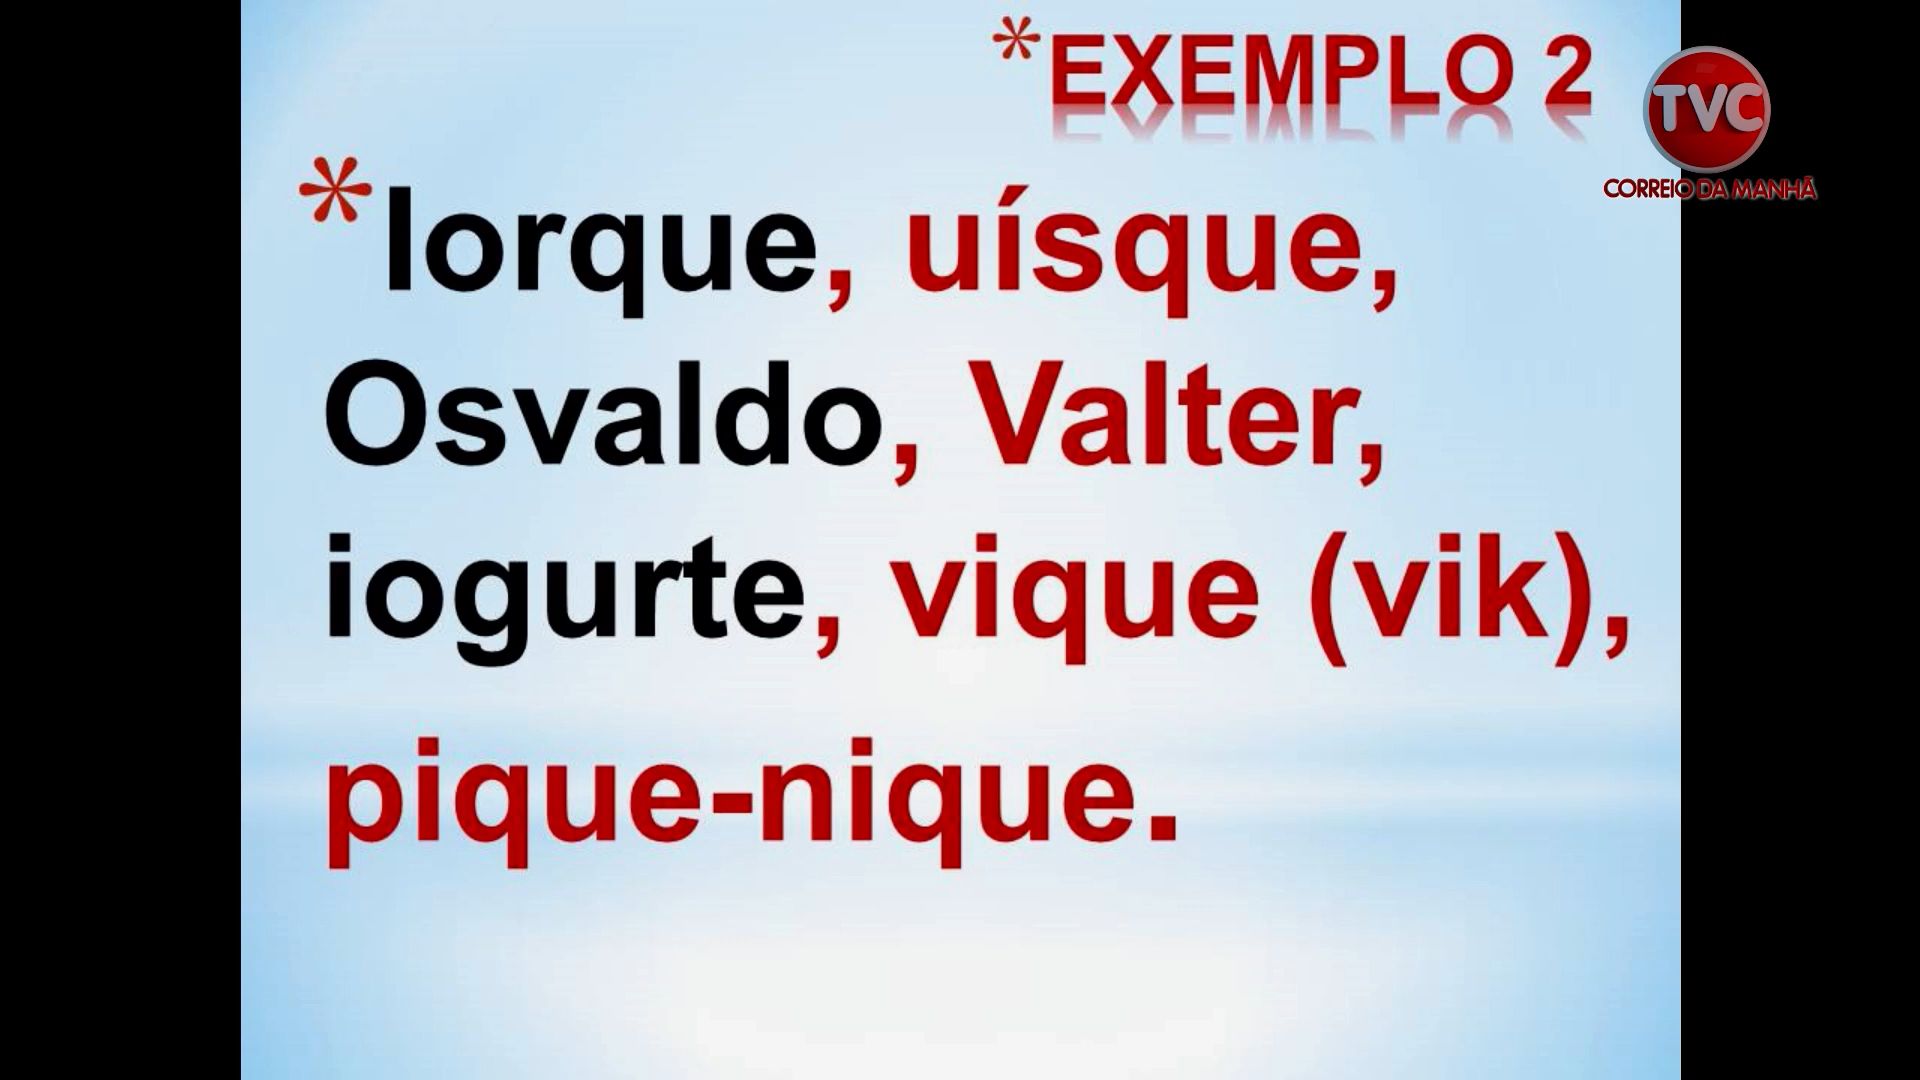 *EXEMPLO 2
TVC
CORREIO DA MANHÃ
*Iorque, uísque,
Osvaldo, Valter,
iogurte, vique (vik),
pique-nique.